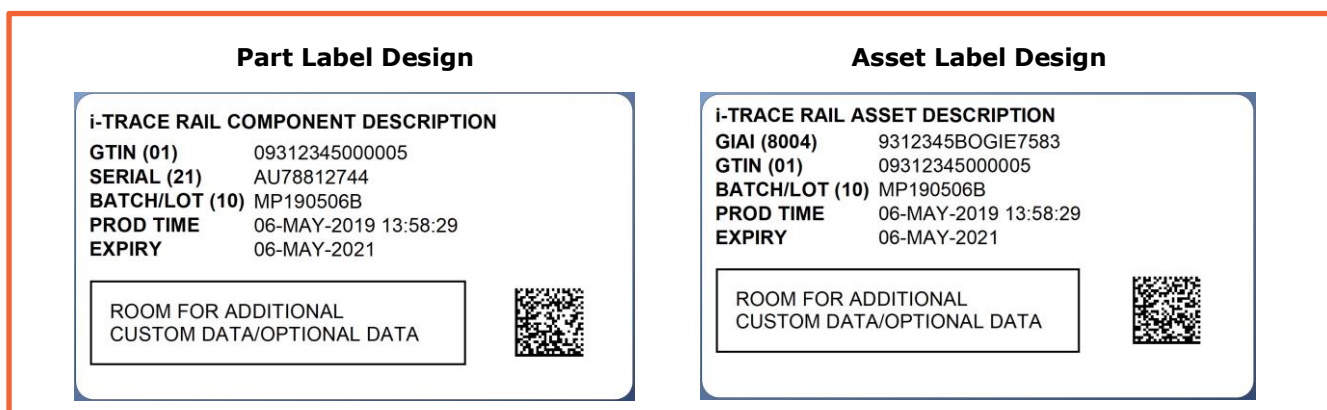 Part Label Design
i-TRACE RAIL COMPONENT DESCRIPTION
GTIN (01) 09312345000005
SERIAL (21) AU78812744
BATCH/LOT (10) MP190506B
PROD TIME 06-MAY-2019 13:58:29
EXPIRY 06-MAY-2021
ROOM FOR ADDITIONAL
CUSTOM DATA/OPTIONAL DATA
Asset Label Design
i-TRACE RAIL ASSET DESCRIPTION
GIAI (8004) 9312345BOGIE7583
GTIN (01) 09312345000005
BATCH/LOT (10) MP190506B
PROD TIME 06-MAY-2019 13:58:29
EXPIRY 06-MAY-2021
ROOM FOR ADDITIONAL
CUSTOM DATA/OPTIONAL DATA